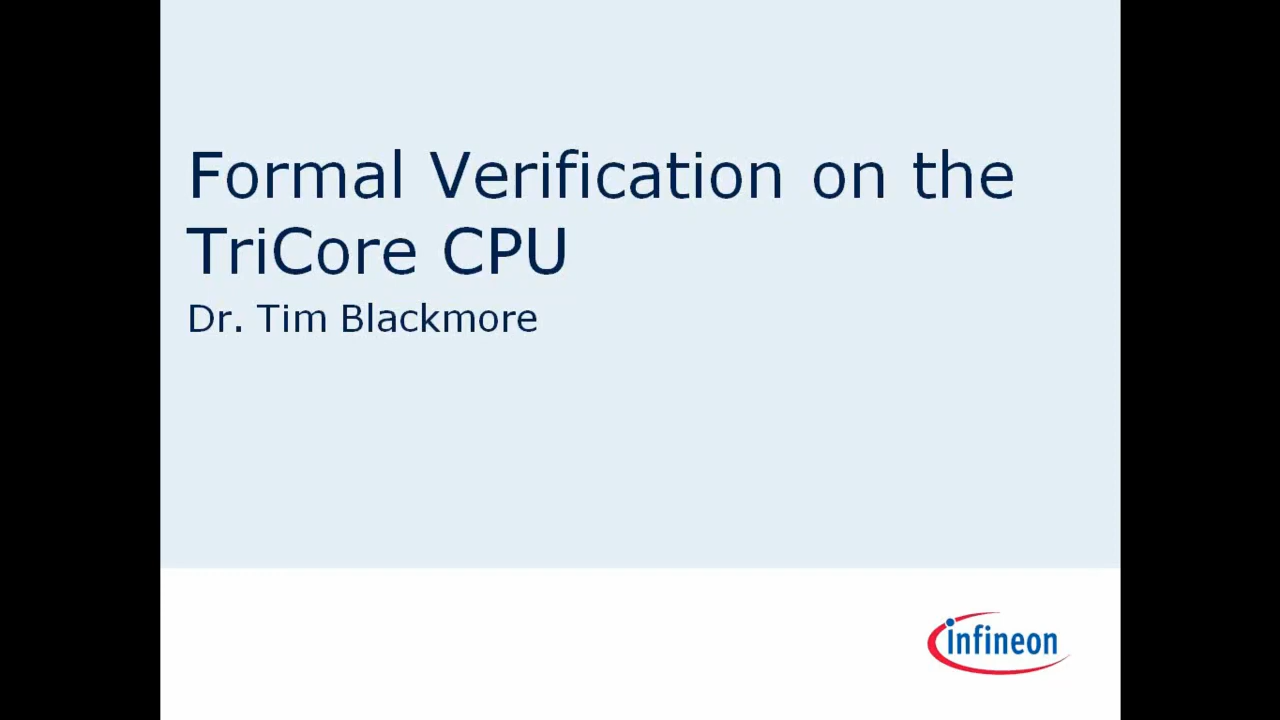 Formal Verification on the
TriCore CPU
Dr. Tim Blackmore
infineon